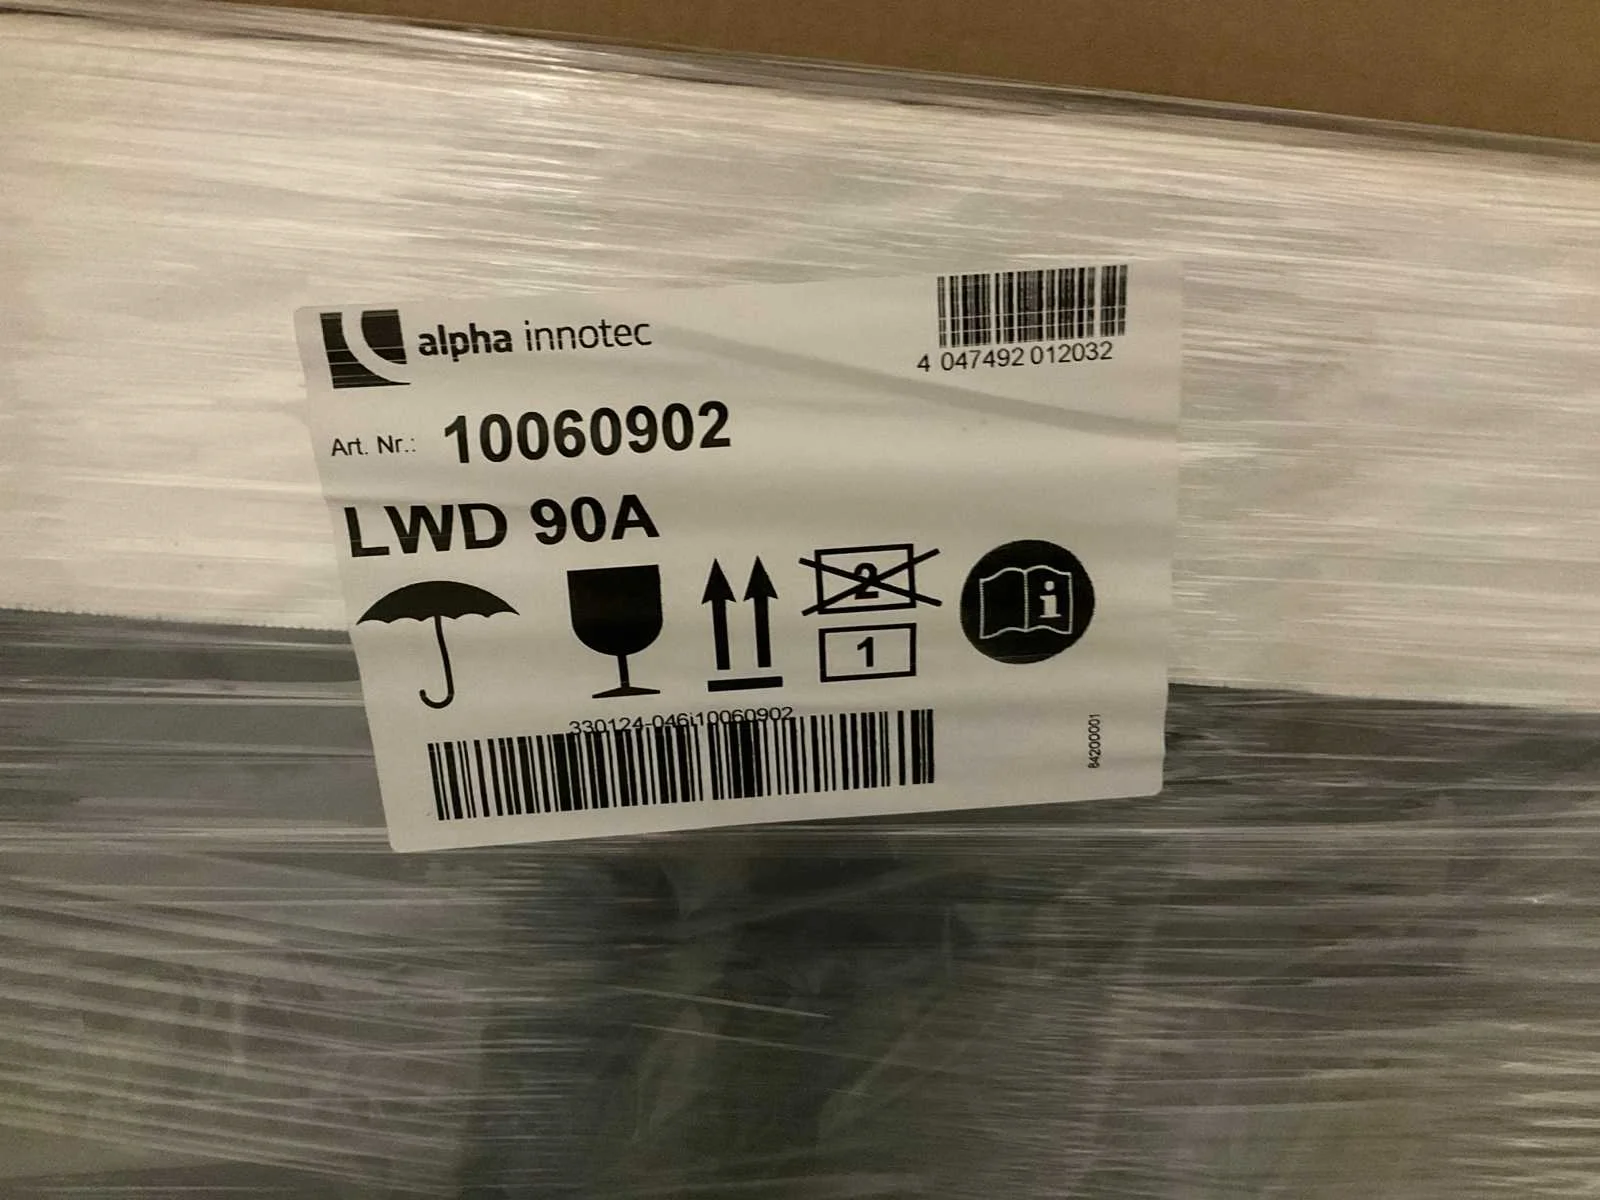 alpha innotec
4 047492 012032
Art. Nr.: 10060902
LWD 90A
2
1
i
330124-046i10060902
84200001